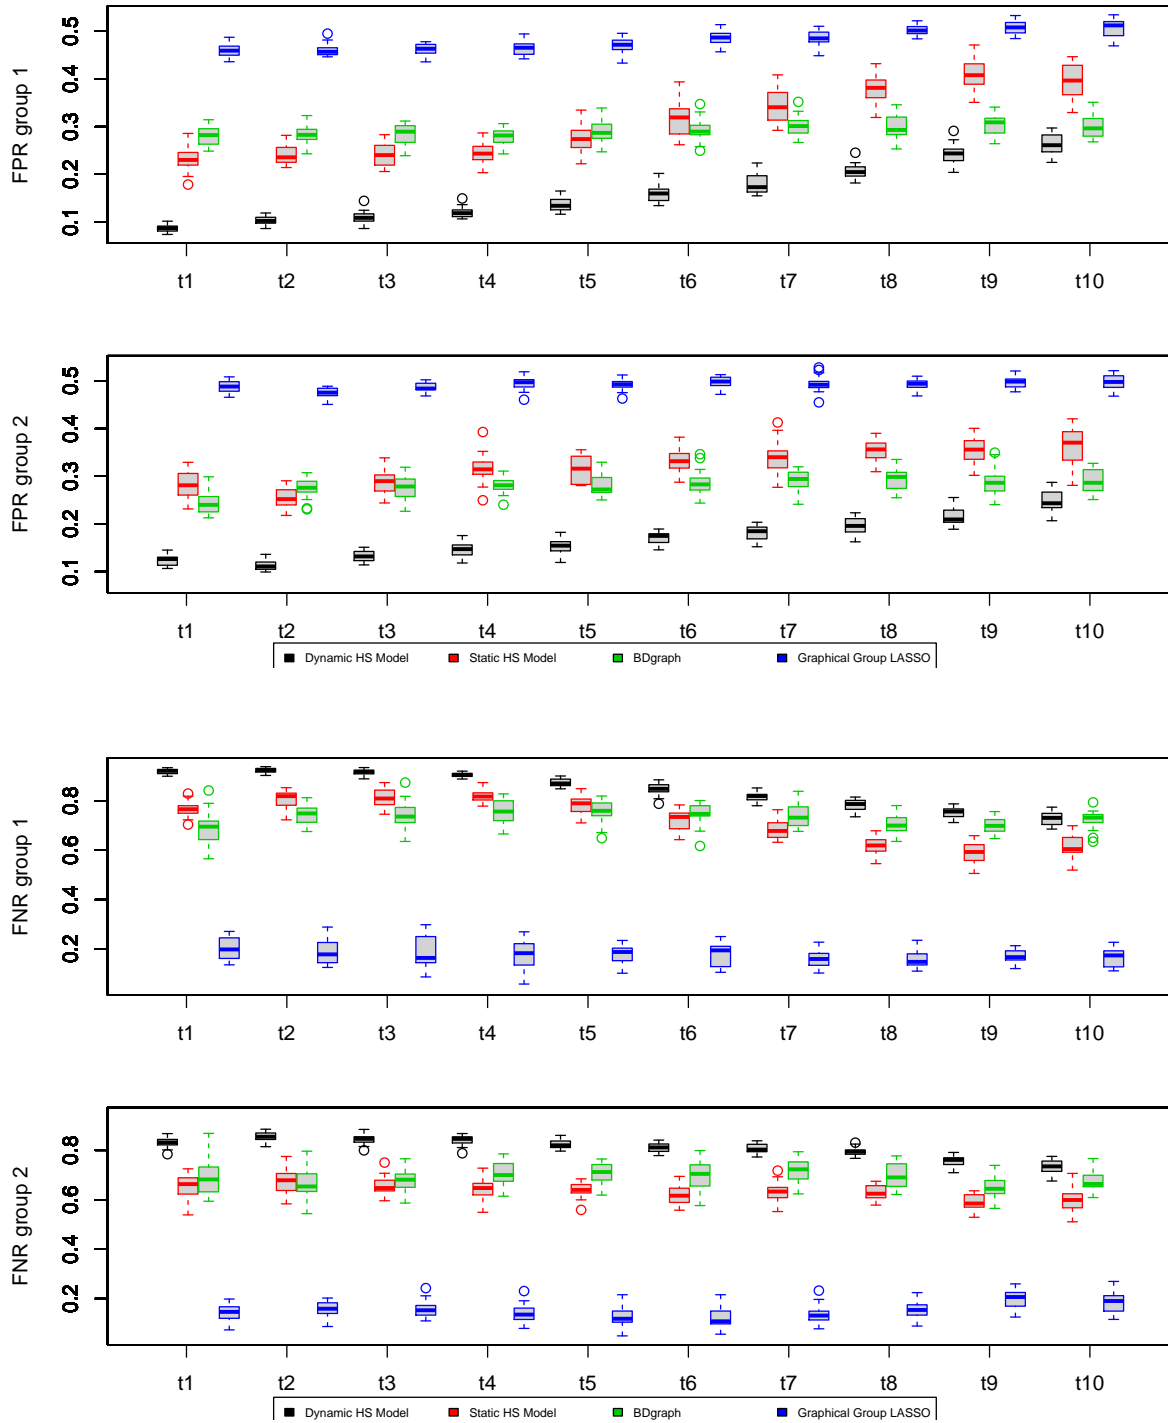 FPR group 1
0.5
0.4
0.3
0.2
0.1
t1 t2 t3 t4 t5 t6 t7 t8 t9 t10
FPR group 2
0.5
0.4
0.3
0.2
0.1
t1 t2 t3 t4 t5 t6 t7 t8 t9 t10
Dynamic HS Model Static HS Model BDgraph Graphical Group LASSO
FNR group 1
0.8
0.6
0.4
0.2
t1 t2 t3 t4 t5 t6 t7 t8 t9 t10
FNR group 2
0.8
0.6
0.4
0.2
t1 t2 t3 t4 t5 t6 t7 t8 t9 t10
Dynamic HS Model Static HS Model BDgraph Graphical Group LASSO